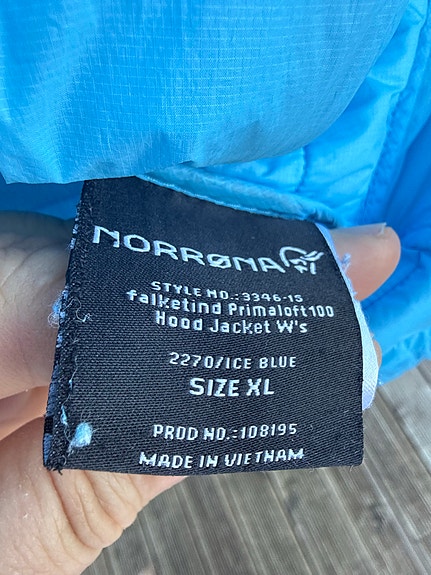 NORRØNA
STYLE NO.:3346-15
falketind Primaloft100
Hood Jacket W's
2270/ICE BLUE
SIZE XL
PROD NO.:108195
MADE IN VIETNAM